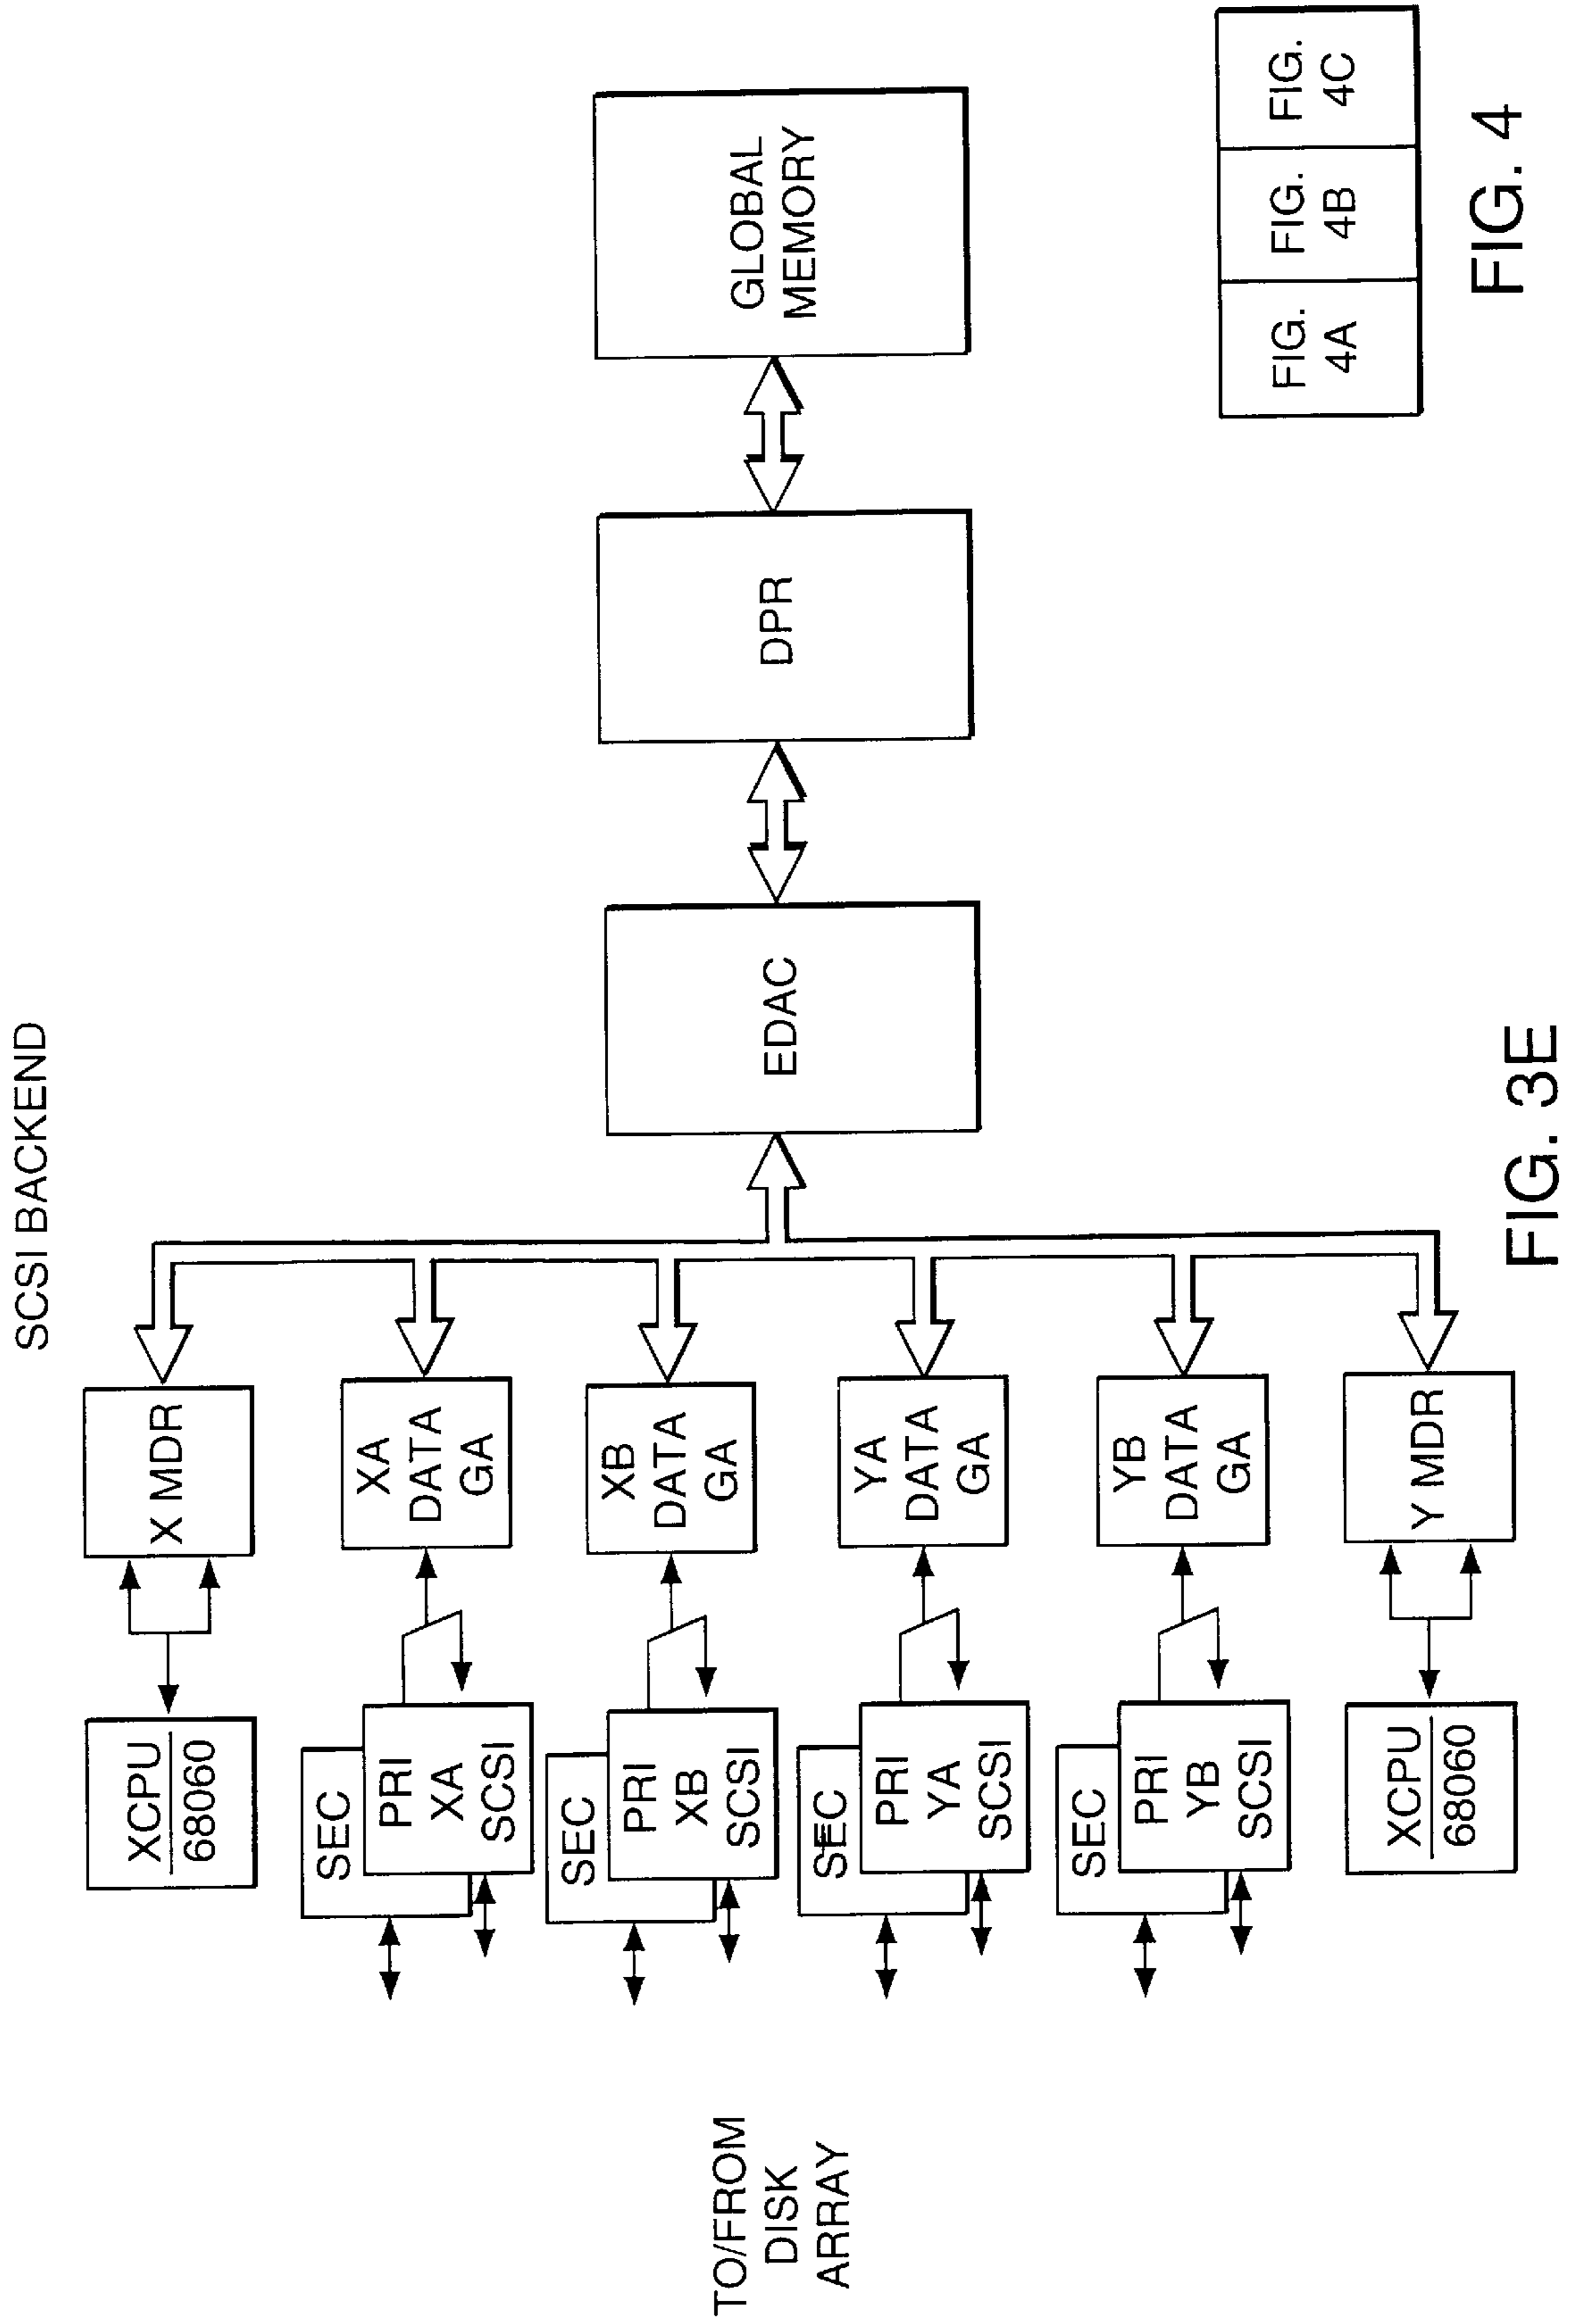 SCSI BACKEND
XCPU
68060
X MDR
SEC
PRI
XA
SCSI
XA
DATA
GA
SEC
PRI
XB
SCSI
XB
DATA
GA
TO/FROM
DISK
ARRAY
EDAC
DPR
GLOBAL
MEMORY
SEC
PRI
YA
SCSI
YA
DATA
GA
SEC
PRI
YB
SCSI
YB
DATA
GA
XCPU
68060
Y MDR
FIG. 3E
FIG.
4A
FIG.
4B
FIG.
4C
FIG. 4